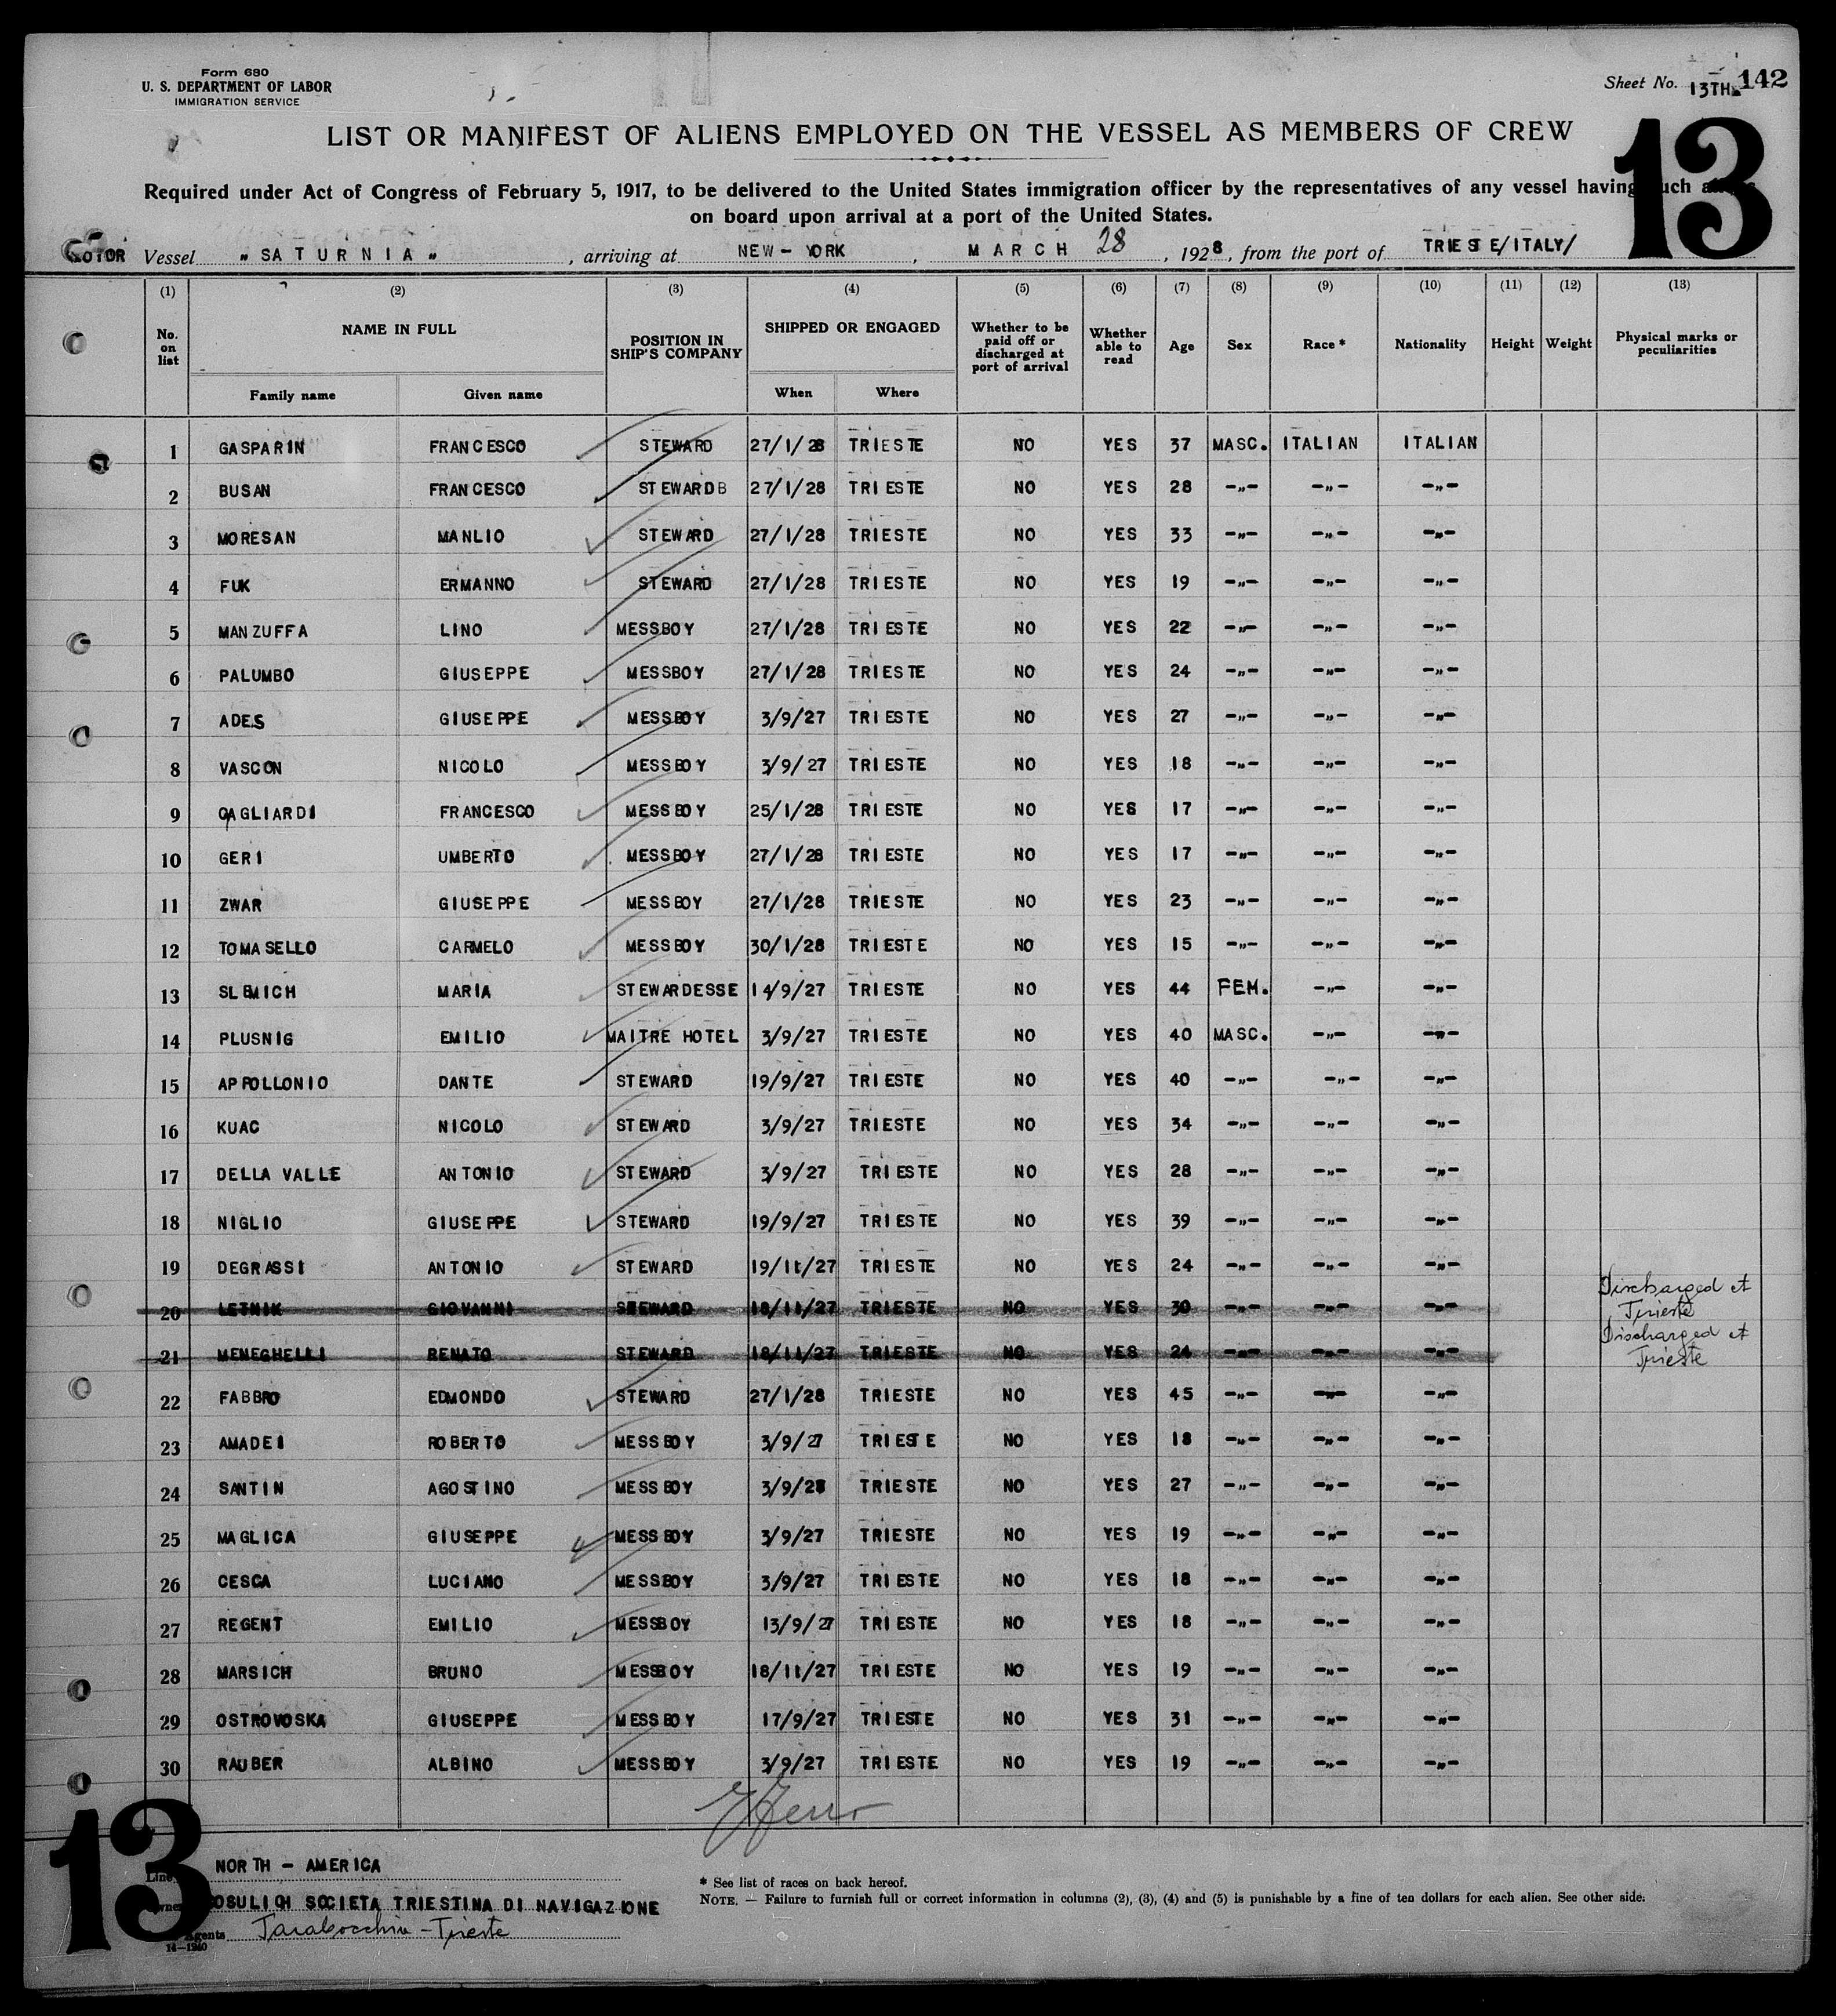 Form 680
U. S. DEPARTMENT OF LABOR
IMMIGRATION SERVICE
Sheet No. 13TH. 142
13
LIST OR MANIFEST OF ALIENS EMPLOYED ON THE VESSEL AS MEMBERS OF CREW
Required under Act of Congress of February 5, 1917, to be delivered to the United States immigration officer by the representatives of any vessel having such aliens
on board upon arrival at a port of the United States.
MOTOR Vessel „ SATURNIA „ , arriving at NEW-YORK , MARCH 28 , 1928, from the port of TRIESTE/ITALY/
(1) (2) (3) (4) (5) (6) (7) (8) (9) (10) (11) (12) (13)
No. on list NAME IN FULL Family name Given name POSITION IN SHIP'S COMPANY SHIPPED OR ENGAGED When Where Whether to be paid off or discharged at port of arrival Whether able to read Age Sex Race * Nationality Height Weight Physical marks or peculiarities
1 GASPARIN FRANCESCO STEWARD 27/1/28 TRIESTE NO YES 37 MASC. ITALIAN ITALIAN
2 BUSAN FRANCESCO STEWARDB 27/1/28 TRIESTE NO YES 28 -„- -„- -„-
3 MORESAN MANLIO STEWARD 27/1/28 TRIESTE NO YES 33 -„- -„- -„-
4 FUK ERMANNO STEWARD 27/1/28 TRIESTE NO YES 19 -„- -„- -„-
5 MANZUFFA LINO MESSBOY 27/1/28 TRIESTE NO YES 22 -„- -„- -„-
6 PALUMBO GIUSEPPE MESSBOY 27/1/28 TRIESTE NO YES 24 -„- -„- -„-
7 ADES GIUSEPPE MESSBOY 3/9/27 TRIESTE NO YES 27 -„- -„- -„-
8 VASCON NICOLO MESSBOY 3/9/27 TRIESTE NO YES 18 -„- -„- -„-
9 GAGLIARDI FRANCESCO MESSBOY 25/1/28 TRIESTE NO YES 17 -„- -„- -„-
10 GERI UMBERTO MESSBOY 27/1/28 TRIESTE NO YES 17 -„- -„- -„-
11 ZWAR GIUSEPPE MESSBOY 27/1/28 TRIESTE NO YES 23 -„- -„- -„-
12 TOMASELLO CARMELO MESSBOY 30/1/28 TRIESTE NO YES 15 -„- -„- -„-
13 SLEMICH MARIA STEWARDESSE 14/9/27 TRIESTE NO YES 44 FEM. -„- -„-
14 PLUSNIG EMILIO MAITRE HOTEL 3/9/27 TRIESTE NO YES 40 MASC. -„- -„-
15 APPOLLONIO DANTE STEWARD 19/9/27 TRIESTE NO YES 40 -„- -„- -„-
16 KUAC NICOLO STEWARD 3/9/27 TRIESTE NO YES 34 -„- -„- -„-
17 DELLA VALLE ANTONIO STEWARD 3/9/27 TRIESTE NO YES 28 -„- -„- -„-
18 NIGLIO GIUSEPPE STEWARD 19/9/27 TRIESTE NO YES 39 -„- -„- -„-
19 DEGRASSI ANTONIO STEWARD 19/11/27 TRIESTE NO YES 24 -„- -„- -„-
20 LETNIK GIOVANNI STEWARD 18/11/27 TRIESTE NO YES 30 -„- -„- -„- Discharged at Trieste
21 MENEGHELLI RENATO STEWARD 18/11/27 TRIESTE NO YES 24 -„- -„- -„- Discharged at Trieste
22 FABBRO EDMONDO STEWARD 27/1/28 TRIESTE NO YES 45 -„- -„- -„-
23 AMADEI ROBERTO MESSBOY 3/9/27 TRIESTE NO YES 18 -„- -„- -„-
24 SANTIN AGOSTINO MESSBOY 3/9/28 TRIESTE NO YES 27 -„- -„- -„-
25 MAGLICA GIUSEPPE MESSBOY 3/9/27 TRIESTE NO YES 19 -„- -„- -„-
26 CESCA LUCIANO MESSBOY 3/9/27 TRIESTE NO YES 18 -„- -„- -„-
27 REGENT EMILIO MESSBOY 13/9/27 TRIESTE NO YES 18 -„- -„- -„-
28 MARSICH BRUNO MESSBOY 18/11/27 TRIESTE NO YES 19 -„- -„- -„-
29 OSTROVOSKA GIUSEPPE MESSBOY 17/9/27 TRIESTE NO YES 31 -„- -„- -„-
30 RAUBER ALBINO MESSBOY 3/9/27 TRIESTE NO YES 19 -„- -„- -„-
13
Line NORTH - AMERICA
Owners COSULICH SOCIETA TRIESTINA DI NAVIGAZIONE
Agents Tarabocchia - Trieste
14—1240
* See list of races on back hereof.
NOTE. — Failure to furnish full or correct information in columns (2), (3), (4) and (5) is punishable by a fine of ten dollars for each alien. See other side.